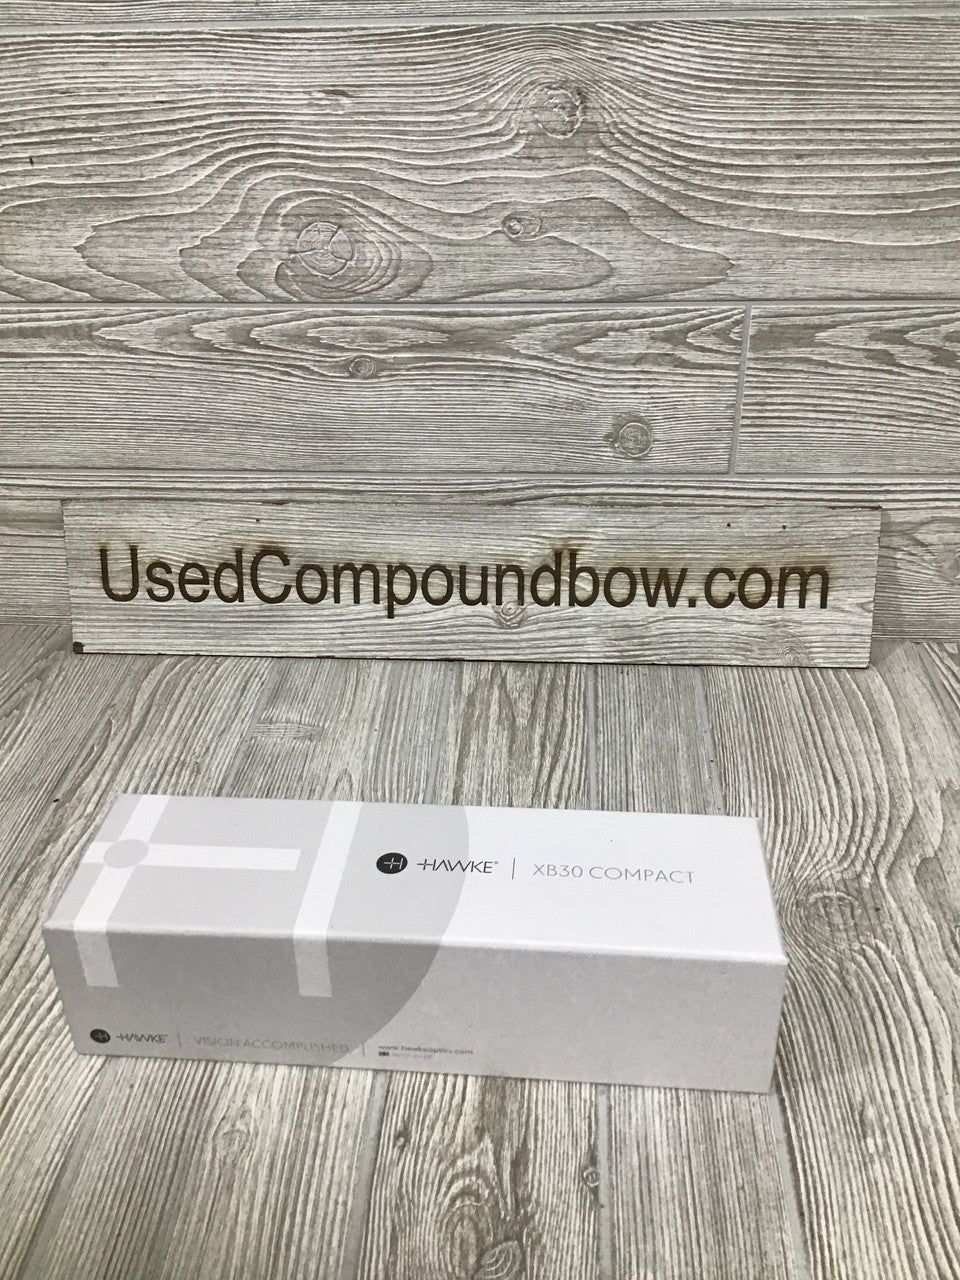 UsedCompoundbow.com
HAWKE® | XB30 COMPACT
HAWKE | VISION ACCOMPLISHED | www.hawkeoptics.com